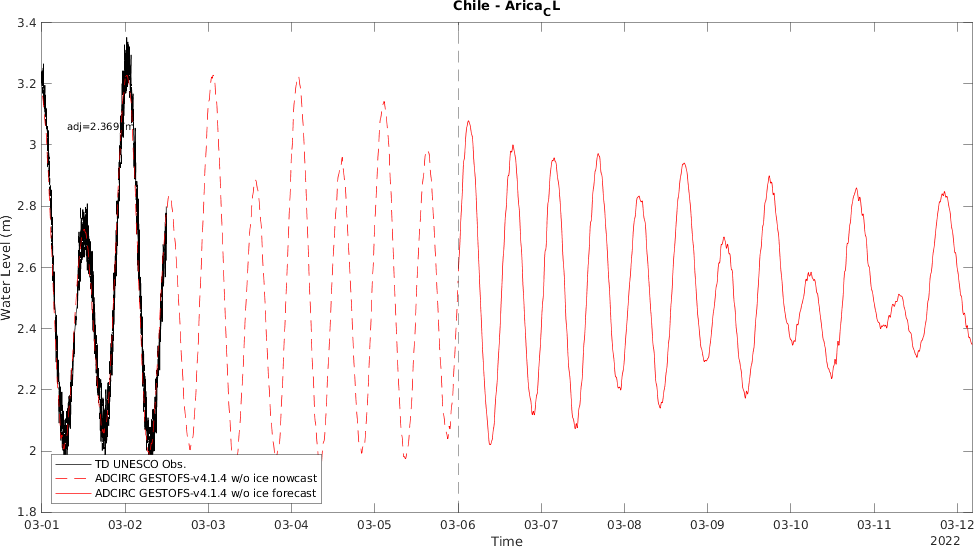 Chile - Arica_CL
3.4
3.2
3
2.8
2.6
2.4
2.2
2
1.8
Water Level (m)
adj=2.369 m
TD UNESCO Obs.
ADCIRC GESTOFS-v4.1.4 w/o ice nowcast
ADCIRC GESTOFS-v4.1.4 w/o ice forecast
03-01 03-02 03-03 03-04 03-05 03-06 03-07 03-08 03-09 03-10 03-11 03-12
Time
2022